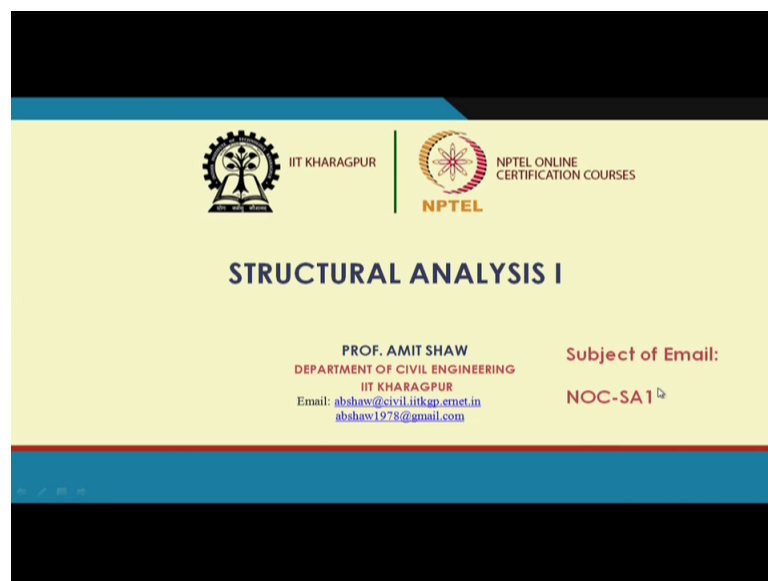 IIT KHARAGPUR
NPTEL
NPTEL ONLINE
CERTIFICATION COURSES
STRUCTURAL ANALYSIS I
PROF. AMIT SHAW
DEPARTMENT OF CIVIL ENGINEERING
IIT KHARAGPUR
Email: abshaw@civil.iitkgp.ernet.in
abshaw1978@gmail.com
Subject of Email:
NOC-SA1